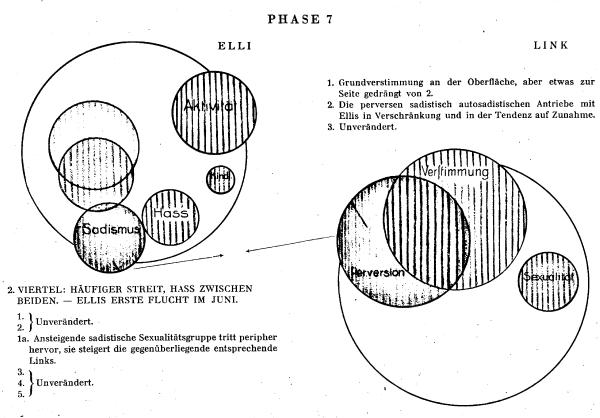 PHASE 7
ELLI
LINK
1. Grundverstimmung an der Oberfläche, aber etwas zur
Seite gedrängt von 2.
2. Die perversen sadistisch autosadistischen Antriebe mit
Ellis in Verschränkung und in der Tendenz auf Zunahme.
3. Unverändert.
Aktivität
Kind
Hass
Sadismus
Verstimmung
Perversion
Sexualität
2. VIERTEL: HÄUFIGER STREIT, HASS ZWISCHEN
BEIDEN. — ELLIS ERSTE FLUCHT IM JUNI.
1.
2. } Unverändert.
1a. Ansteigende sadistische Sexualitätsgruppe tritt peripher
hervor, sie steigert die gegenüberliegende entsprechende
Links.
3.
4. } Unverändert.
5.